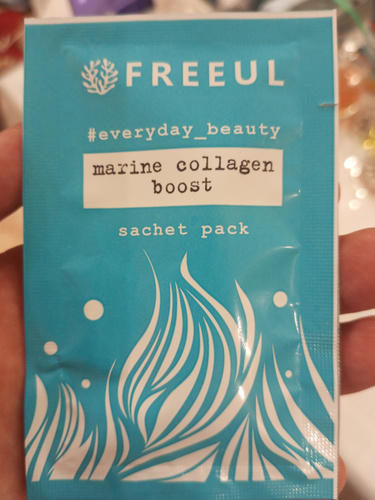 FREEUL
#everyday_beauty
marine collagen
boost
sachet pack